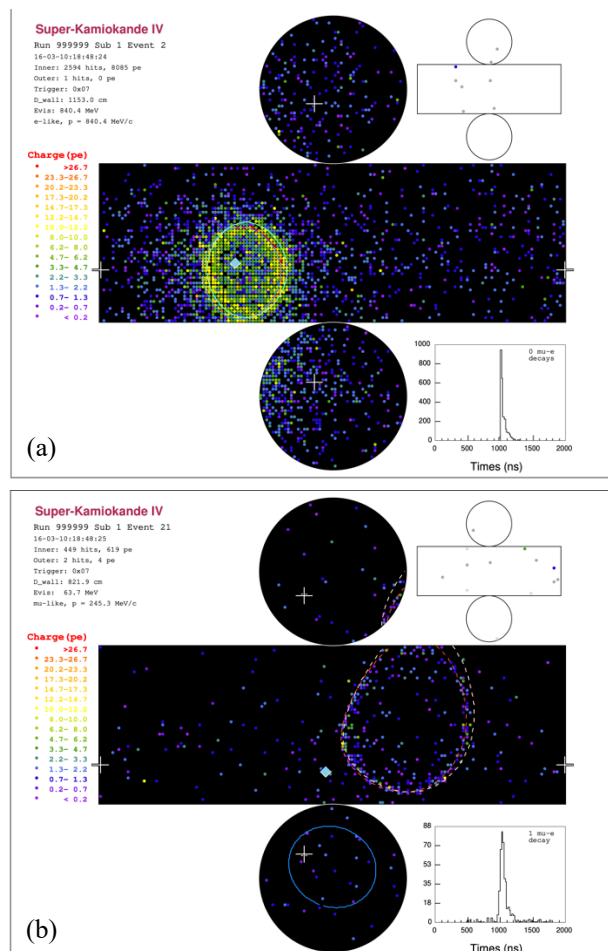 Super-Kamiokande IV
Run 999999 Sub 1 Event 2
16-03-10:18:48:24
Inner: 2594 hits, 8085 pe
Outer: 1 hits, 0 pe
Trigger: 0x07
D_wall: 1153.0 cm
Evis: 840.4 MeV
e-like, p = 840.4 MeV/c
Charge(pe)
>26.7
23.3-26.7
20.2-23.3
17.3-20.2
14.7-17.3
12.2-14.7
10.0-12.2
8.0-10.0
6.2- 8.0
4.7- 6.2
3.3- 4.7
2.2- 3.3
1.3- 2.2
0.7- 1.3
0.2- 0.7
< 0.2
0 mu-e
decays
1000
800
600
400
200
0
0 500 1000 1500 2000
Times (ns)
(a)
Super-Kamiokande IV
Run 999999 Sub 1 Event 21
16-03-10:18:48:25
Inner: 449 hits, 619 pe
Outer: 2 hits, 4 pe
Trigger: 0x07
D_wall: 821.9 cm
Evis: 63.7 MeV
mu-like, p = 245.3 MeV/c
Charge(pe)
>26.7
23.3-26.7
20.2-23.3
17.3-20.2
14.7-17.3
12.2-14.7
10.0-12.2
8.0-10.0
6.2- 8.0
4.7- 6.2
3.3- 4.7
2.2- 3.3
1.3- 2.2
0.7- 1.3
0.2- 0.7
< 0.2
1 mu-e
decay
88
70
53
35
18
0
0 500 1000 1500 2000
Times (ns)
(b)